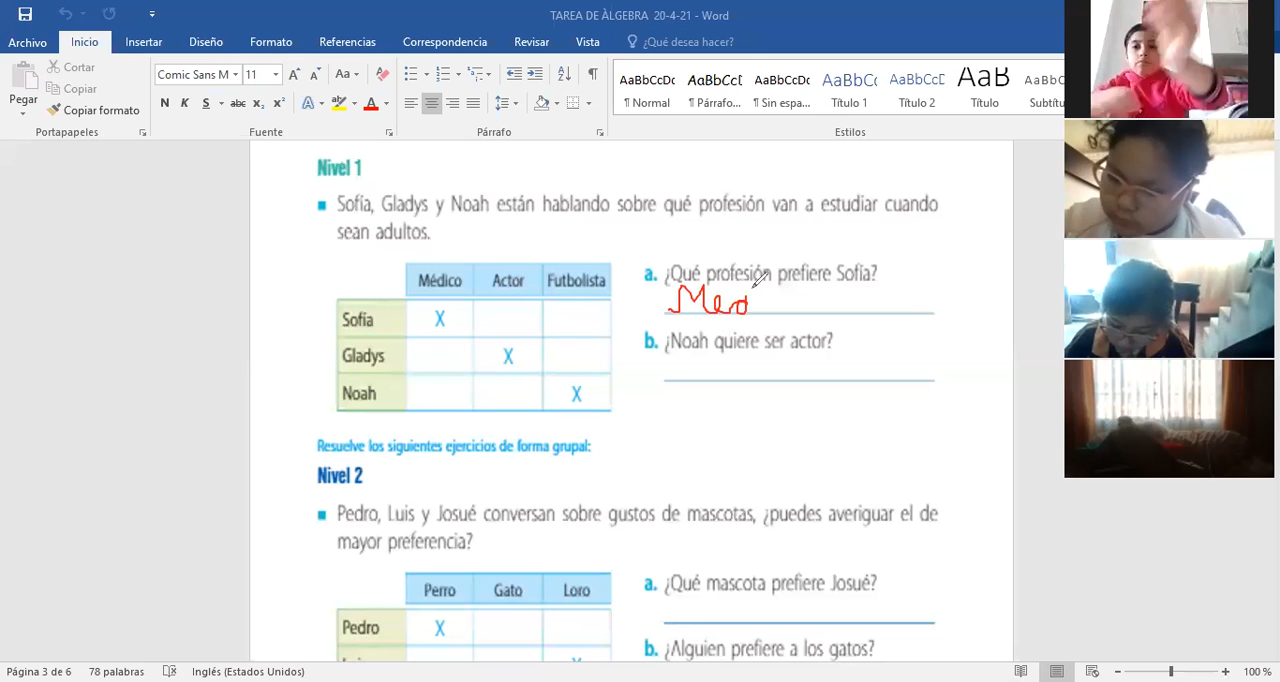 TAREA DE ÀLGEBRA 20-4-21 - Word
Archivo Inicio Insertar Diseño Formato Referencias Correspondencia Revisar Vista ¿Qué desea hacer?
Pegar
Cortar
Copiar
Copiar formato
Portapapeles
Comic Sans M 11
N K S abc x₂ x²
Fuente
Párrafo
AaBbCcDc AaBbCcD AaBbCcDc AaBbC AaBbCcD AaB AaBbC
¶ Normal ¶ Párrafo... ¶ Sin espa... Título 1 Título 2 Título Subtítu
Estilos
Nivel 1
Sofía, Gladys y Noah están hablando sobre qué profesión van a estudiar cuando
sean adultos.
Médico Actor Futbolista
Sofía X
Gladys X
Noah X
a. ¿Qué profesión prefiere Sofía?
b. ¿Noah quiere ser actor?
Resuelve los siguientes ejercicios de forma grupal:
Nivel 2
Pedro, Luis y Josué conversan sobre gustos de mascotas, ¿puedes averiguar el de
mayor preferencia?
Perro Gato Loro
Pedro X
a. ¿Qué mascota prefiere Josué?
b. ¿Alguien prefiere a los gatos?
Página 3 de 6 78 palabras Inglés (Estados Unidos) 100 %